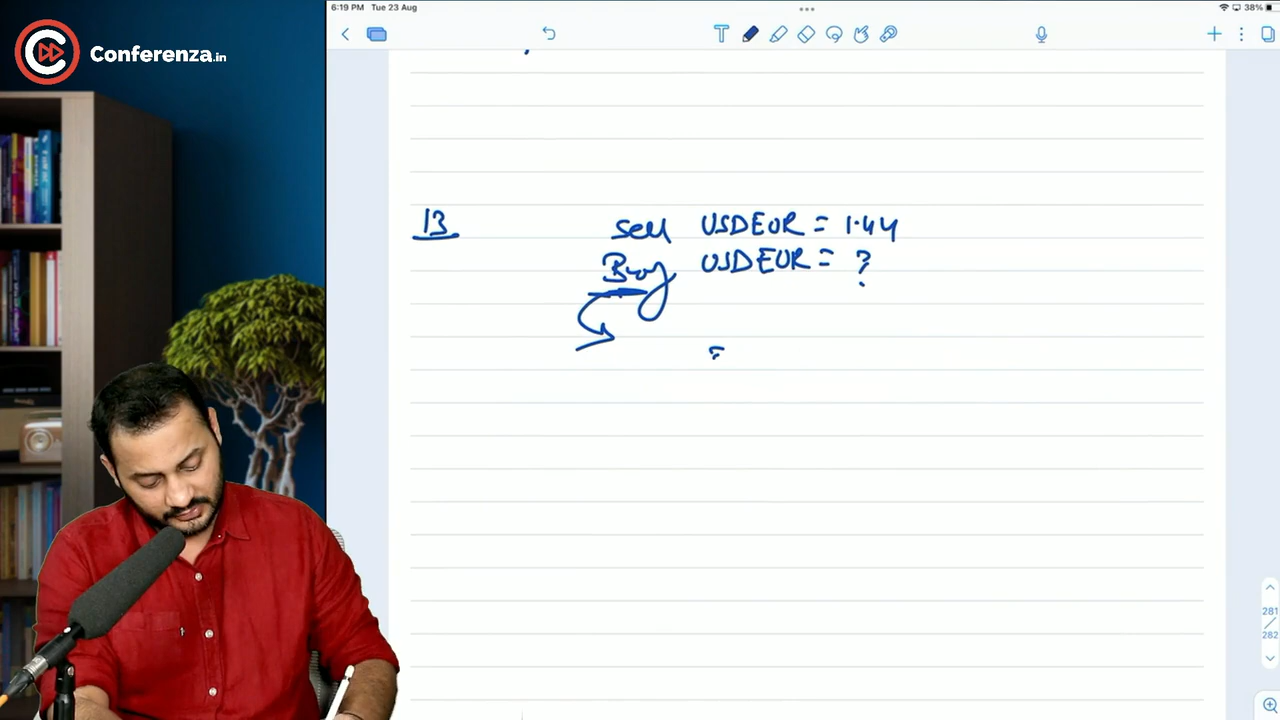 6:19 PM Tue 23 Aug
38%
Conferenza.in
T
13
Sell USDEUR = 1.44
Buy USDEUR = ?
=
281
282